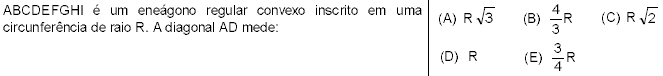 ABCDEFGHI é um eneágono regular convexo inscrito em uma
circunferência de raio R. A diagonal AD mede:
(A) R√3 (B) 4/3 R (C) R√2
(D) R (E) 3/4 R